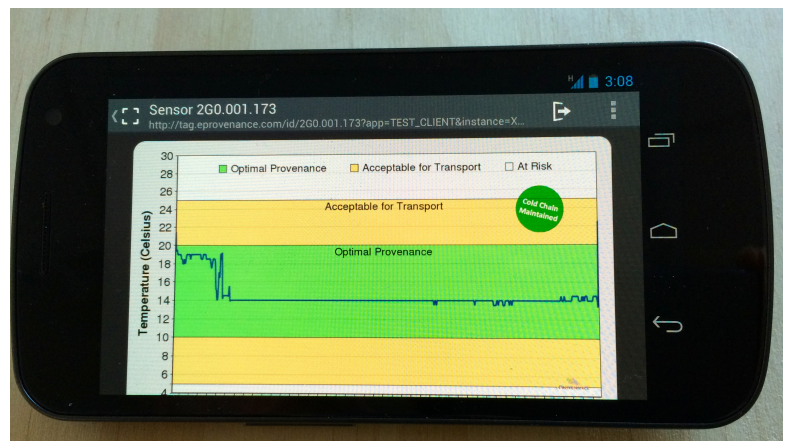 H 3:08
Sensor 2G0.001.173
http://tag.eprovenance.com/id/2G0.001.173?app=TEST_CLIENT&instance=X...
Temperature (Celsius)
30
28
26
24
22
20
18
16
14
12
10
8
6
4
Optimal Provenance Acceptable for Transport At Risk
Acceptable for Transport
Cold Chain
Maintained
Optimal Provenance